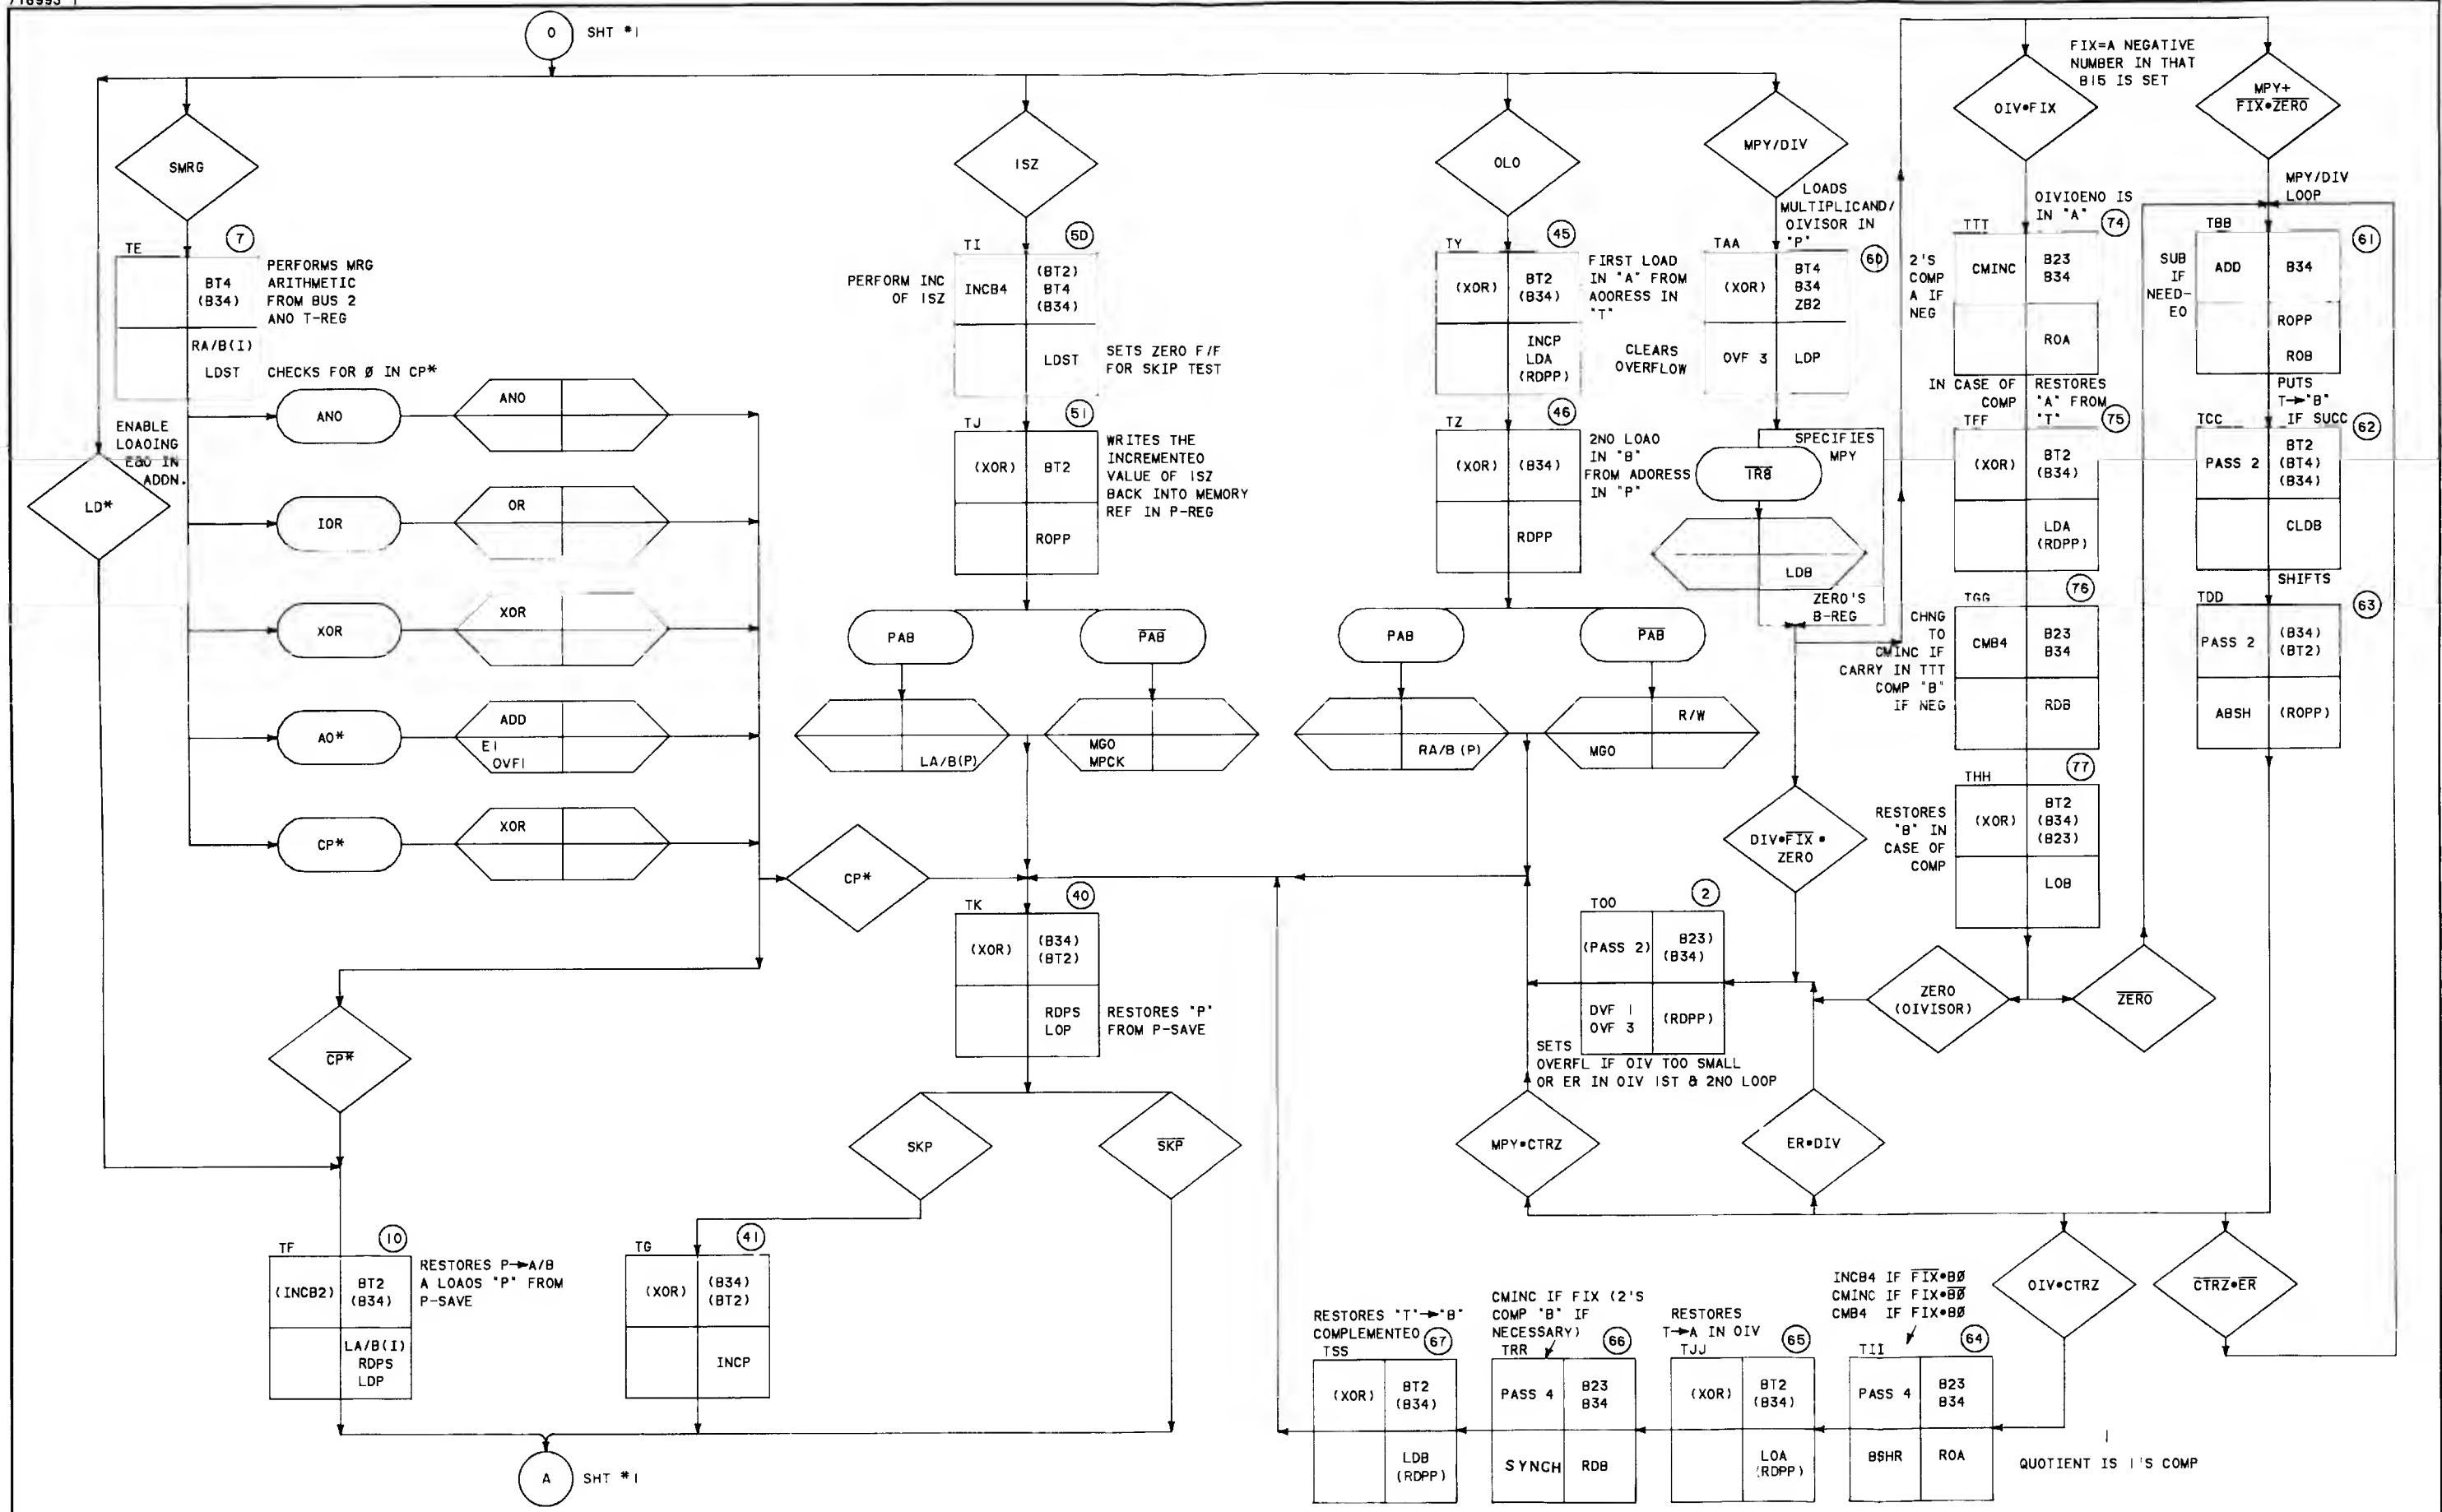 O SHT #1
FIX=A NEGATIVE
NUMBER IN THAT
B15 IS SET
SMRG
ISZ
OLO
MPY/DIV
OIV•FIX
MPY+
FIX•ZERO
TE
7
BT4
(B34)
RA/B(I)
LDST
PERFORMS MRG
ARITHMETIC
FROM BUS 2
ANO T-REG
CHECKS FOR Ø IN CP*
ENABLE
LOAOING
IN
ADDN.
LD*
ANO
ANO
IOR
OR
XOR
XOR
AO*
ADD
E1
OVF1
CP*
XOR
CP*
CP*
TF
10
(INCB2)
BT2
(B34)
LA/B(I)
RDPS
LDP
RESTORES P→A/B
A LOAOS "P" FROM
P-SAVE
TI
50
PERFORM INC
OF ISZ
INCB4
(BT2)
BT4
(B34)
LDST
SETS ZERO F/F
FOR SKIP TEST
TJ
51
(XOR)
BT2
ROPP
WRITES THE
INCREMENTEO
VALUE OF ISZ
BACK INTO MEMORY
REF IN P-REG
PAB
PAB
LA/B(P)
MGO
MPCK
TK
40
(XOR)
(B34)
(BT2)
RDPS
LOP
RESTORES "P"
FROM P-SAVE
SKP
SKP
TG
41
(XOR)
(B34)
(BT2)
INCP
A SHT #1
TY
45
(XOR)
BT2
(B34)
INCP
LDA
(RDPP)
FIRST LOAD
IN "A" FROM
AOORESS IN
"T"
TZ
46
(XOR)
(B34)
RDPP
2NO LOAO
IN "B"
FROM ADORESS
IN "P"
PAB
PAB
RA/B (P)
R/W
MGO
LOADS
MULTIPLICAND/
OIVISOR IN
"P"
TAA
60
(XOR)
BT4
B34
ZB2
OVF 3
LDP
CLEARS
OVERFLOW
SPECIFIES
MPY
TR8
LDB
ZERO'S
B-REG
DIV•FIX•
ZERO
TOO
2
(PASS 2)
B23)
(B34)
DVF 1
OVF 3
(RDPP)
SETS
OVERFL IF OIV TOO SMALL
OR ER IN OIV 1ST & 2NO LOOP
MPY•CTRZ
ER•DIV
OIVIOENO IS
IN "A"
TTT
74
2'S
COMP
A IF
NEG
CMINC
B23
B34
ROA
IN CASE OF
COMP
RESTORES
"A" FROM
"T"
TFF
75
(XOR)
BT2
(B34)
LDA
(RDPP)
TGG
76
CHNG
TO
CMINC IF
CARRY IN TTT
COMP "B"
IF NEG
CMB4
B23
B34
RDB
THH
77
RESTORES
"B" IN
CASE OF
COMP
(XOR)
BT2
(B34)
(B23)
LOB
ZERO
(OIVISOR)
ZERO
MPY/DIV
LOOP
TBB
61
SUB
IF
NEED-
EO
ADD
B34
ROPP
ROB
PUTS
T→"B"
IF SUCC
TCC
62
PASS 2
BT2
(BT4)
(B34)
CLDB
SHIFTS
TDD
63
PASS 2
(B34)
(BT2)
ABSH
(ROPP)
OIV•CTRZ
CTRZ•ER
RESTORES "T"→"B"
COMPLEMENTEO
TSS
67
(XOR)
BT2
(B34)
LDB
(RDPP)
CMINC IF FIX (2'S
COMP "B" IF
NECESSARY)
TRR
66
PASS 4
B23
B34
SYNCH
RDB
RESTORES
T→A IN OIV
TJJ
65
(XOR)
BT2
(B34)
LOA
(RDPP)
INCB4 IF FIX•BØ
CMINC IF FIX•BØ
CMB4 IF FIX•BØ
TII
64
PASS 4
B23
B34
BSHR
ROA
QUOTIENT IS 1'S COMP